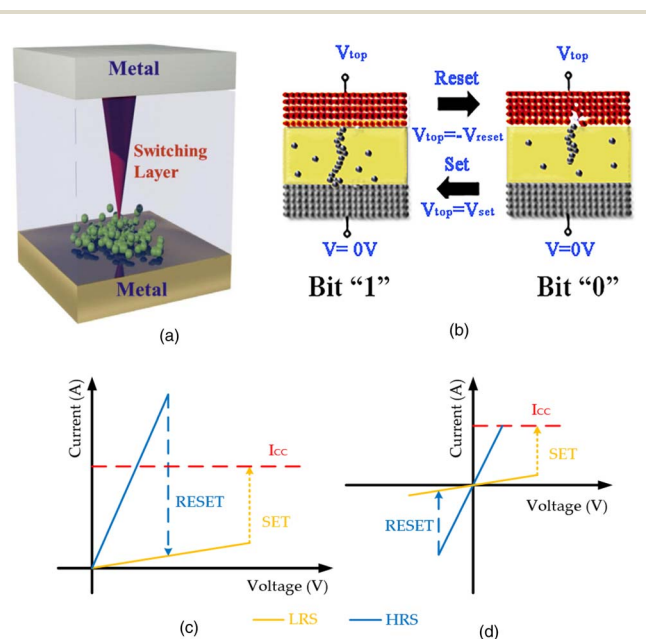 Metal
Switching
Layer
Metal
(a)
Vtop
Reset
Vtop=-Vreset
Set
Vtop=Vset
V= 0V
Bit “1”
Vtop
V=0V
Bit “0”
(b)
Current (A)
Icc
RESET
SET
Voltage (V)
(c)
Current (A)
Icc
SET
Voltage (V)
RESET
(d)
LRS
HRS